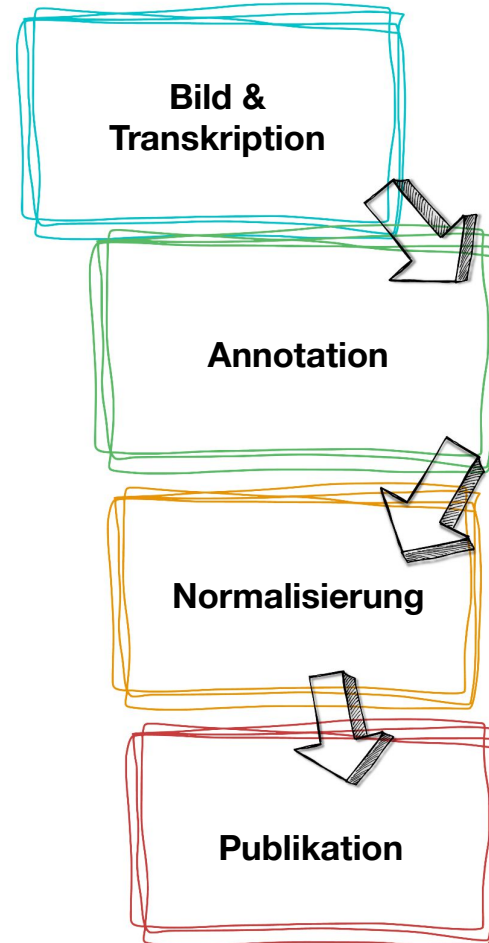 Bild &
Transkription
Annotation
Normalisierung
Publikation